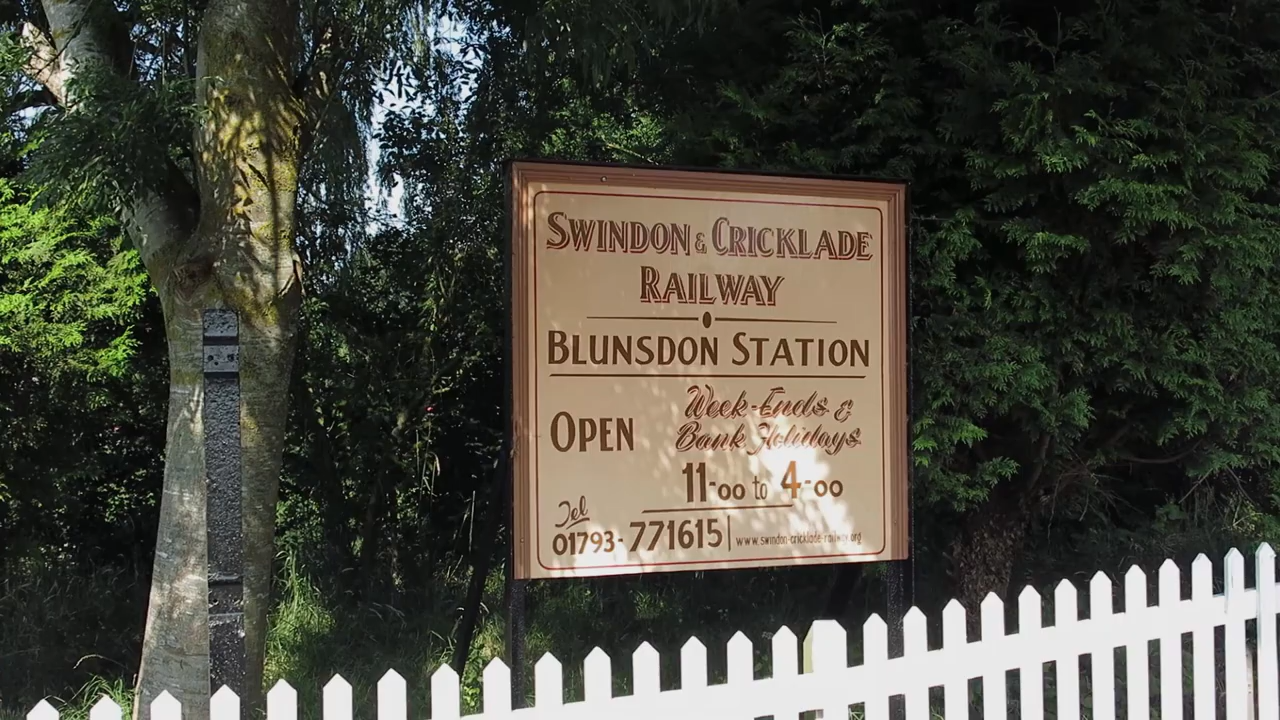 SWINDON & CRICKLADE
RAILWAY
BLUNSDON STATION
OPEN
Week-Ends &
Bank Holidays
11-00 to 4-00
Tel
01793-771615
www.swindon-cricklade-railway.org